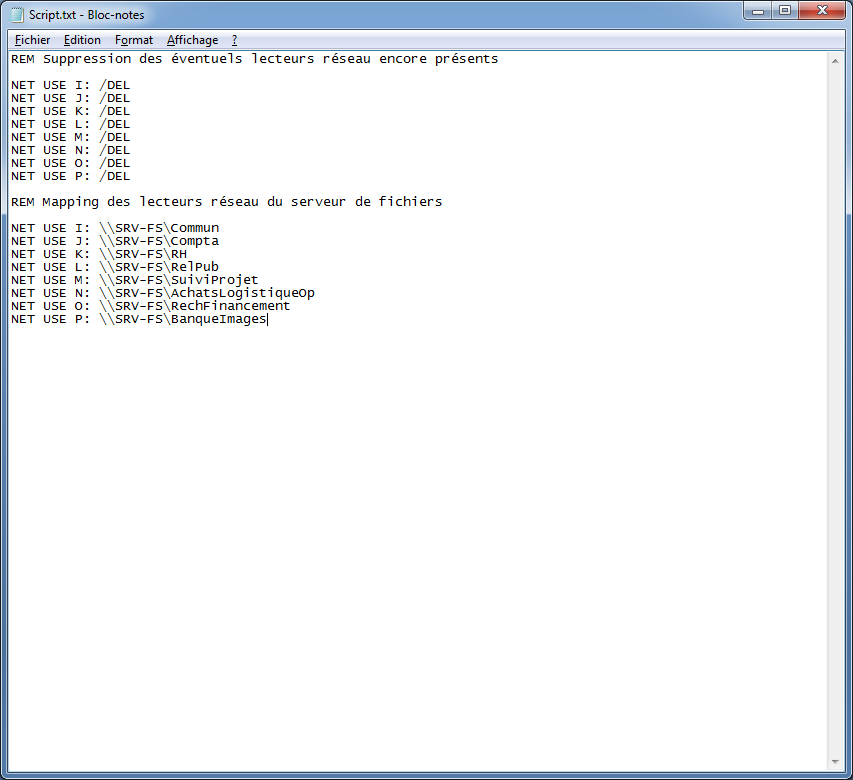 Script.txt - Bloc-notes
Fichier Edition Format Affichage ?
REM Suppression des éventuels lecteurs réseau encore présents
NET USE I: /DEL
NET USE J: /DEL
NET USE K: /DEL
NET USE L: /DEL
NET USE M: /DEL
NET USE N: /DEL
NET USE O: /DEL
NET USE P: /DEL
REM Mapping des lecteurs réseau du serveur de fichiers
NET USE I: \\SRV-FS\Commun
NET USE J: \\SRV-FS\Compta
NET USE K: \\SRV-FS\RH
NET USE L: \\SRV-FS\RelPub
NET USE M: \\SRV-FS\SuiviProjet
NET USE N: \\SRV-FS\AchatsLogistiqueOp
NET USE O: \\SRV-FS\RechFinancement
NET USE P: \\SRV-FS\BanqueImages